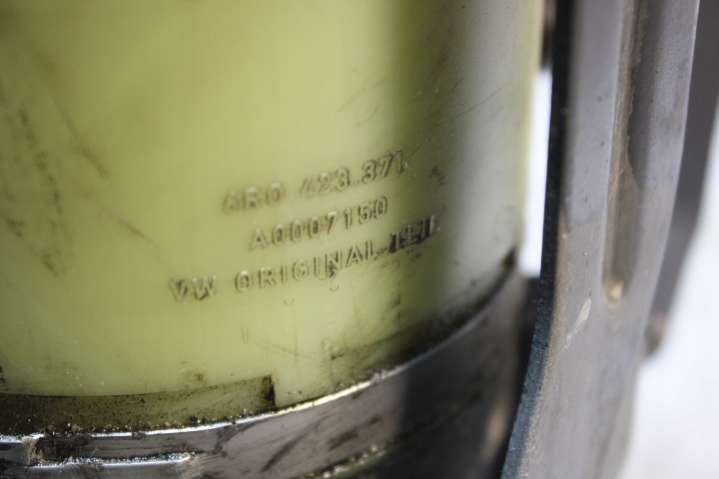 6R0 423.371
A0007150
VW ORIGINAL TEIL